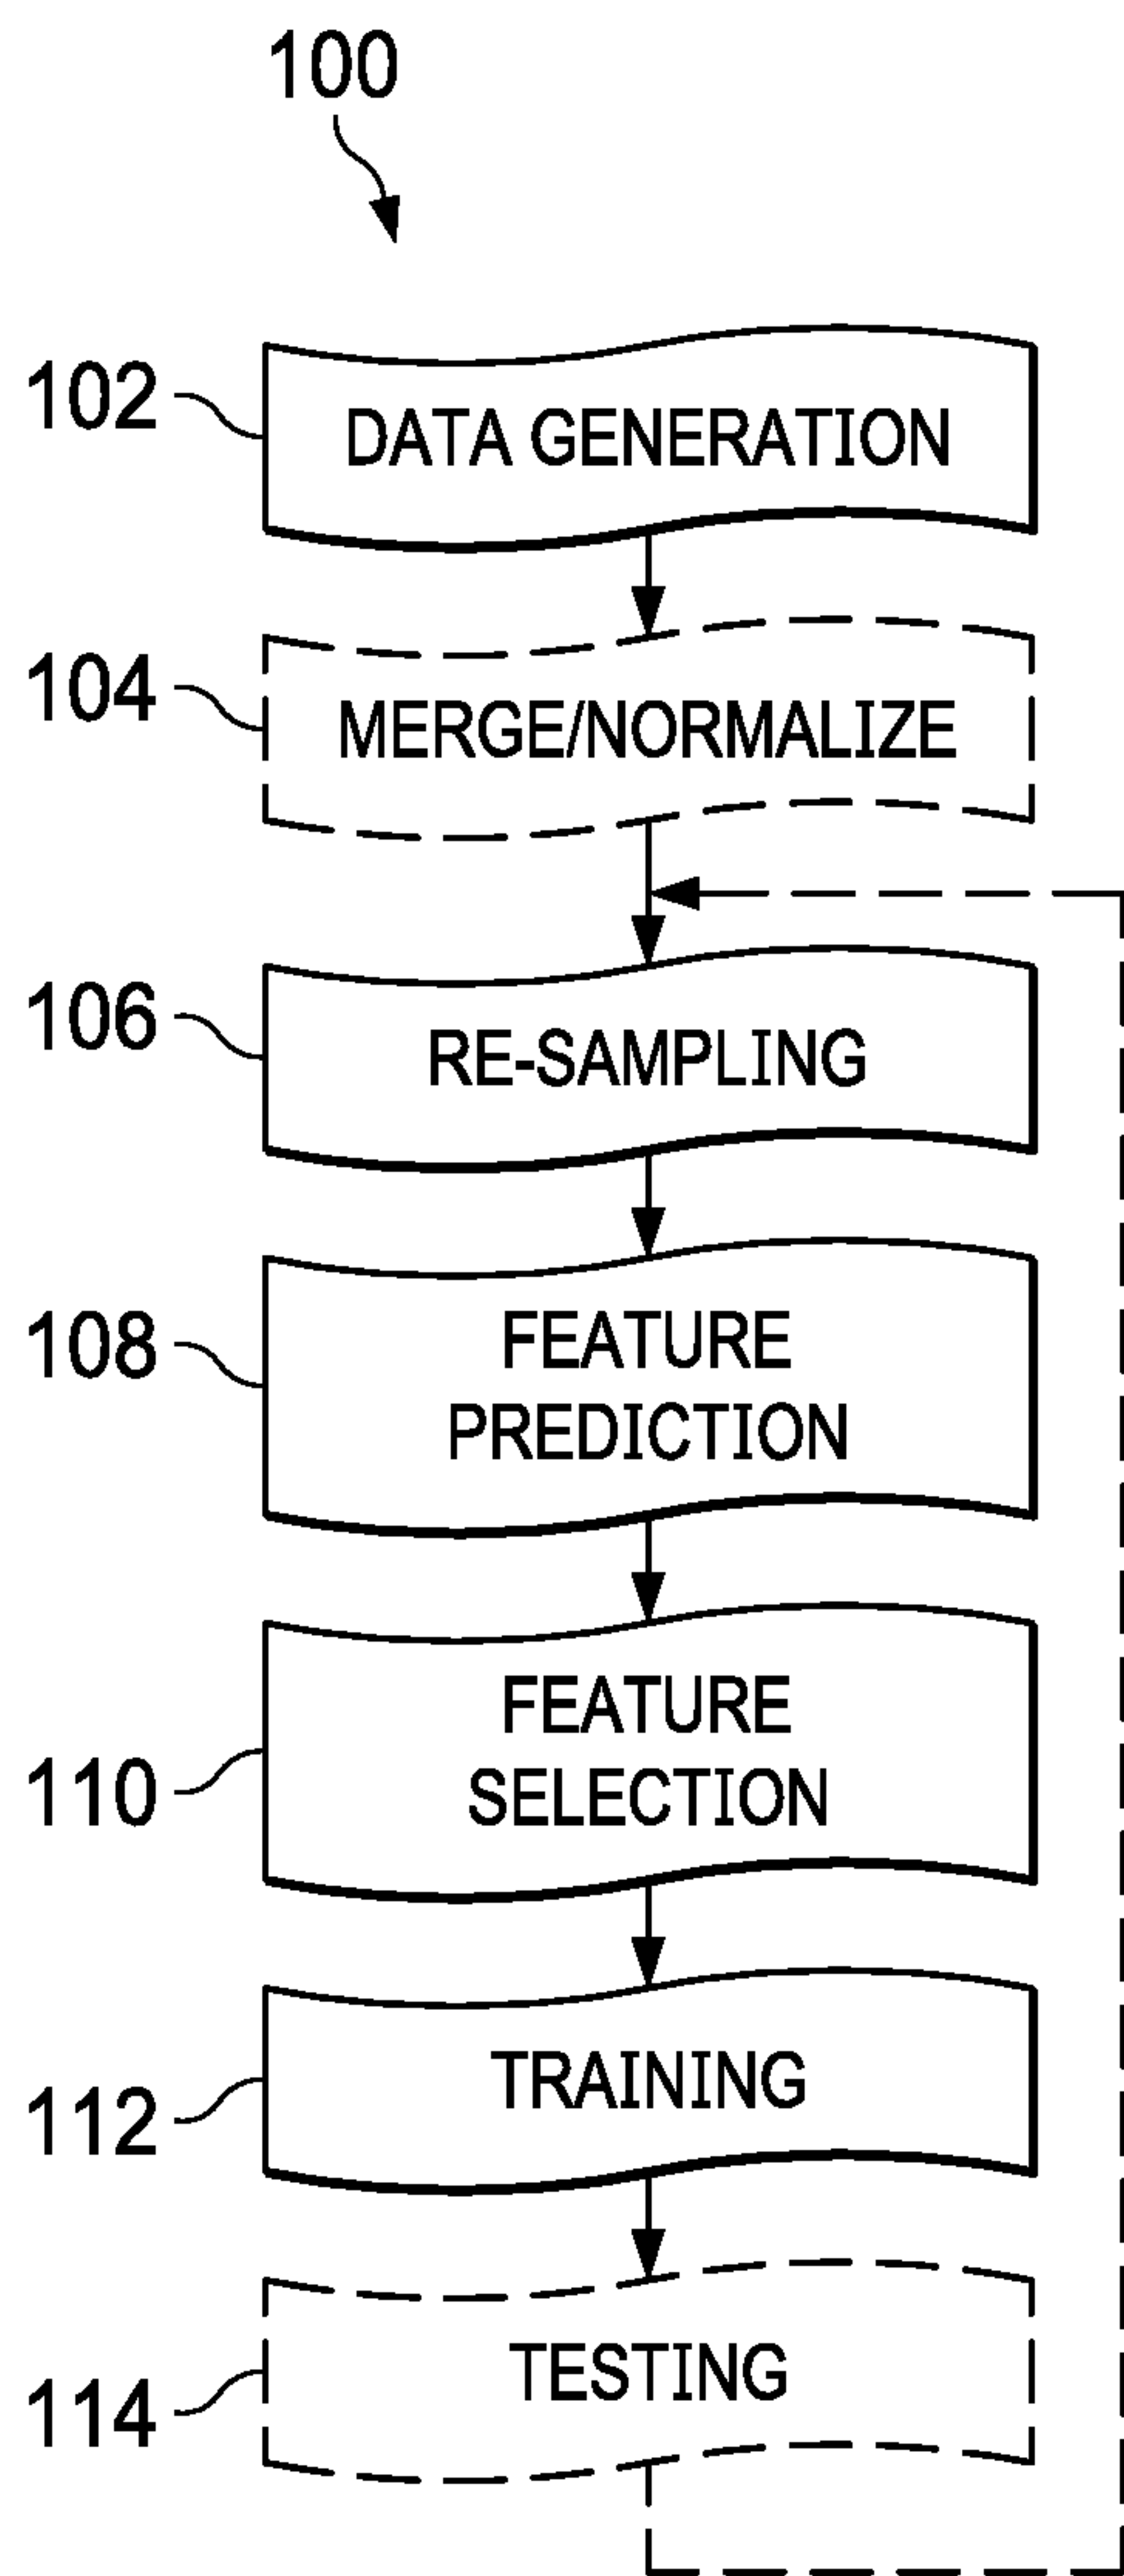 100
102
DATA GENERATION
104
MERGE/NORMALIZE
106
RE-SAMPLING
108
FEATURE
PREDICTION
110
FEATURE
SELECTION
112
TRAINING
114
TESTING